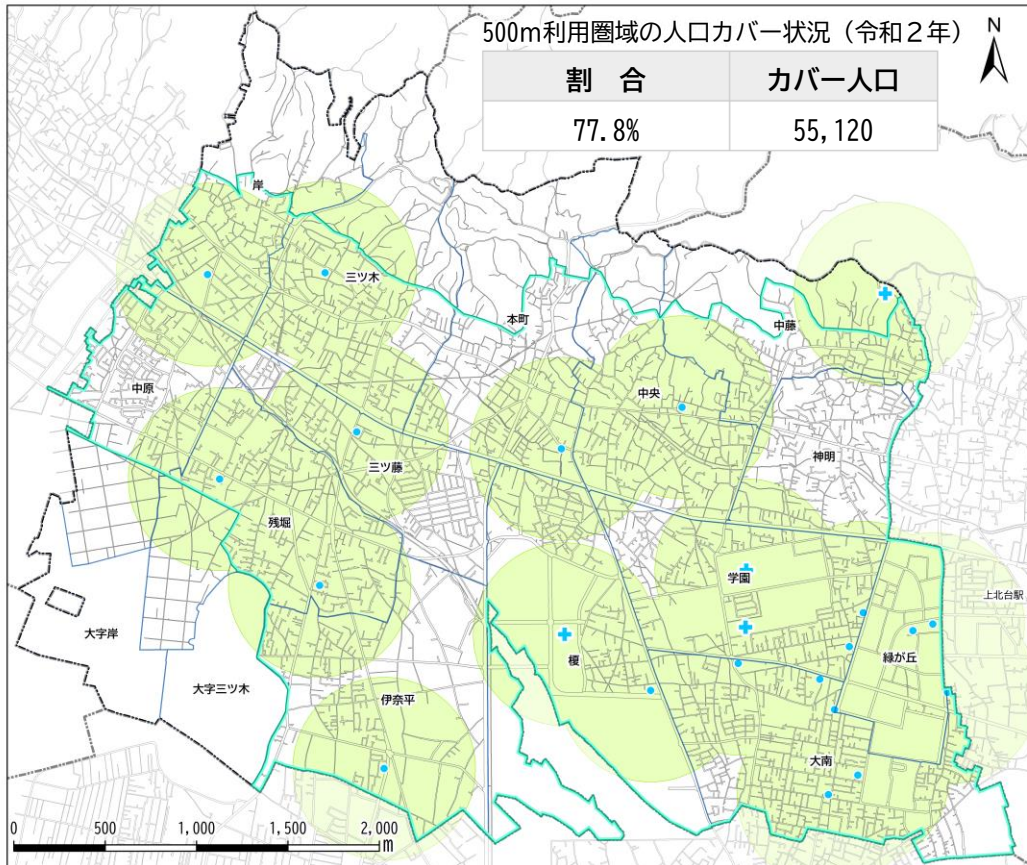 500m利用圏域の人口カバー状況（令和２年）
N
割　合 カバー人口
77.8% 55,120
岸
三ツ木
本町
中藤
中原
中央
神明
三ツ藤
残堀
学園
上北台駅
大字岸
榎
緑が丘
大字三ツ木
伊奈平
大南
0 500 1,000 1,500 2,000
m